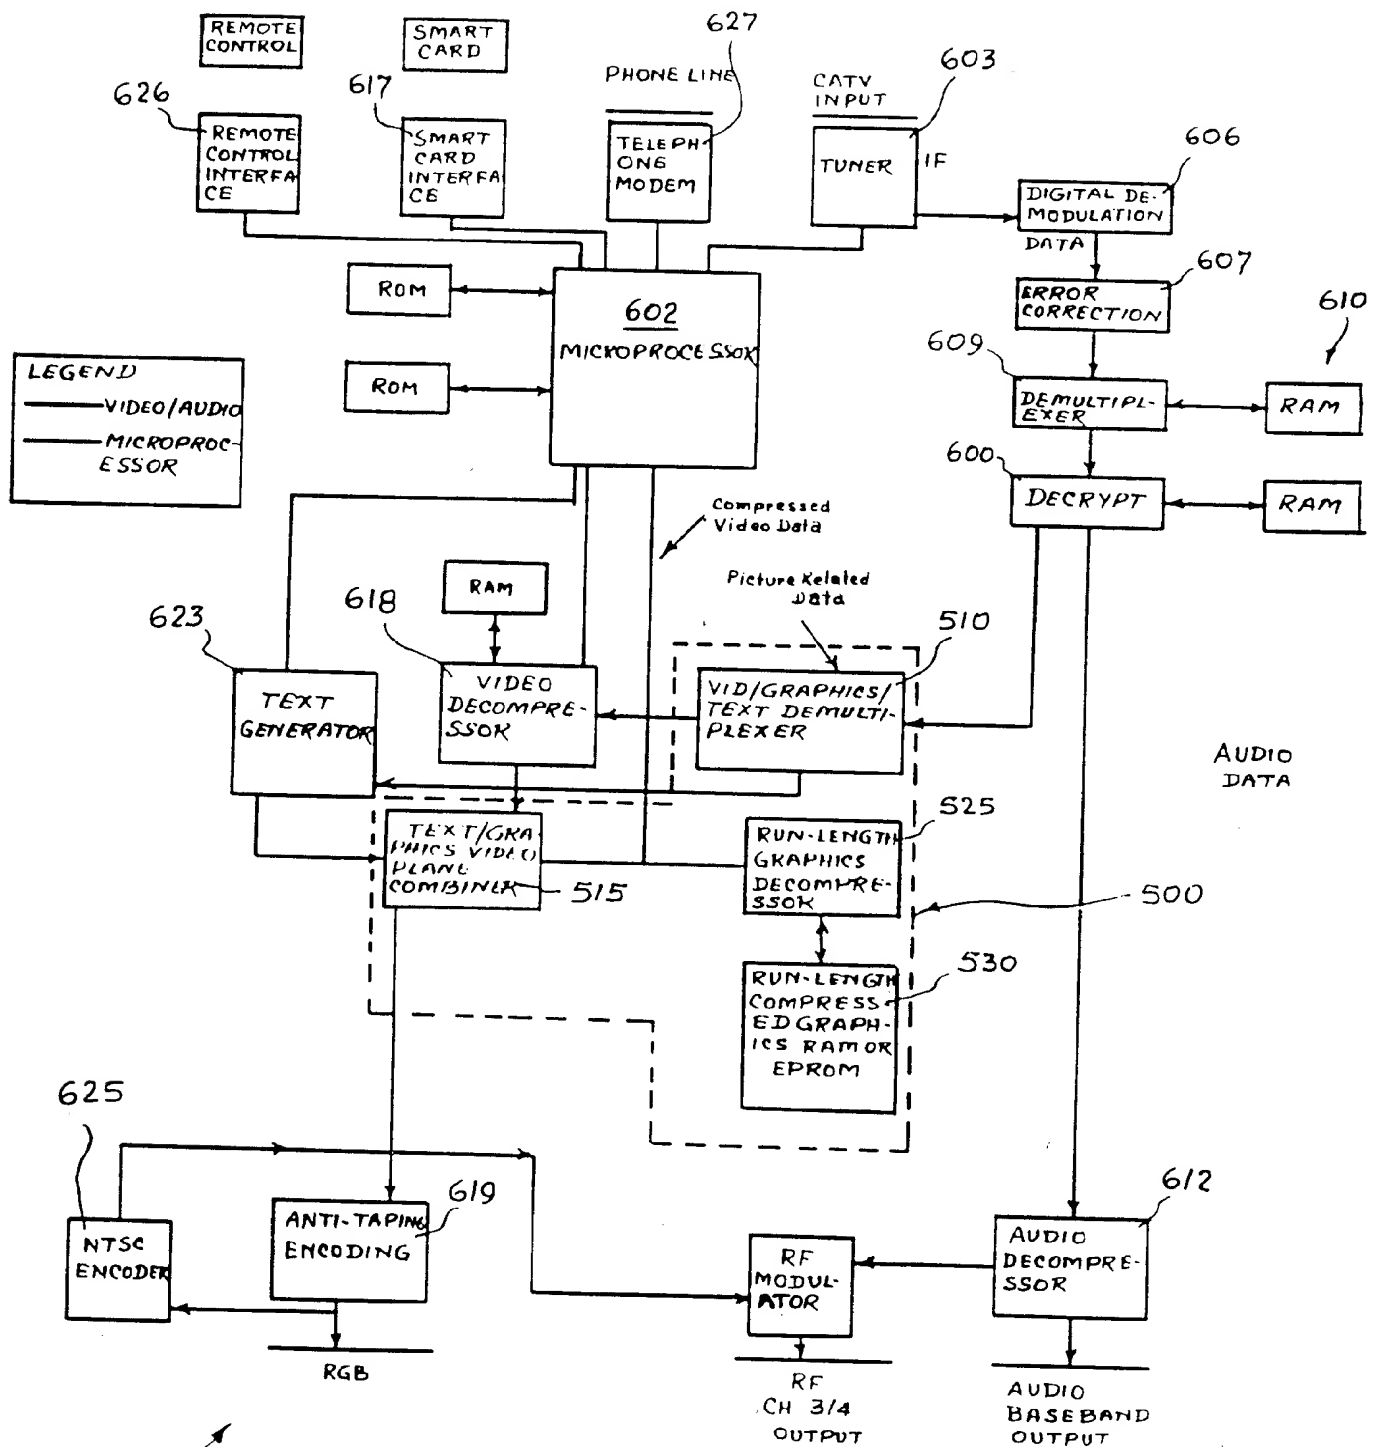 REMOTE
CONTROL
SMART
CARD
627
603
PHONE LINE
CATV
INPUT
626
617
REMOTE
CONTROL
INTERFA
CE
SMART
CARD
INTERFA
CE
TELEPH
ONE
MODEM
TUNER
IF
606
DIGITAL DE-
MODULATION
DATA
607
ERROR
CORRECTION
610
ROM
602
MICROPROCESSOR
609
ROM
DEMULTIPL-
EXER
RAM
LEGEND
VIDEO/AUDIO
MICROPROC-
ESSOR
600
DECRYPT
RAM
Compressed
Video Data
RAM
Picture Related
Data
618
510
623
VIDEO
DECOMPRE-
SSOR
VID/GRAPHICS/
TEXT DEMULTI-
PLEXER
TEXT
GENERATOR
AUDIO
DATA
525
TEXT/GRA
PHICS VIDEO
PLANE
COMBINER
515
RUN-LENGTH
GRAPHICS
DECOMPRE-
SSOR
500
530
RUN-LENGTH
COMPRESS
ED GRAPH-
ICS RAM OR
EPROM
625
619
612
NTSC
ENCODER
ANTI-TAPING
ENCODING
RF
MODUL-
ATOR
AUDIO
DECOMPRE-
SSOR
RGB
RF
CH 3/4
OUTPUT
AUDIO
BASEBAND
OUTPUT